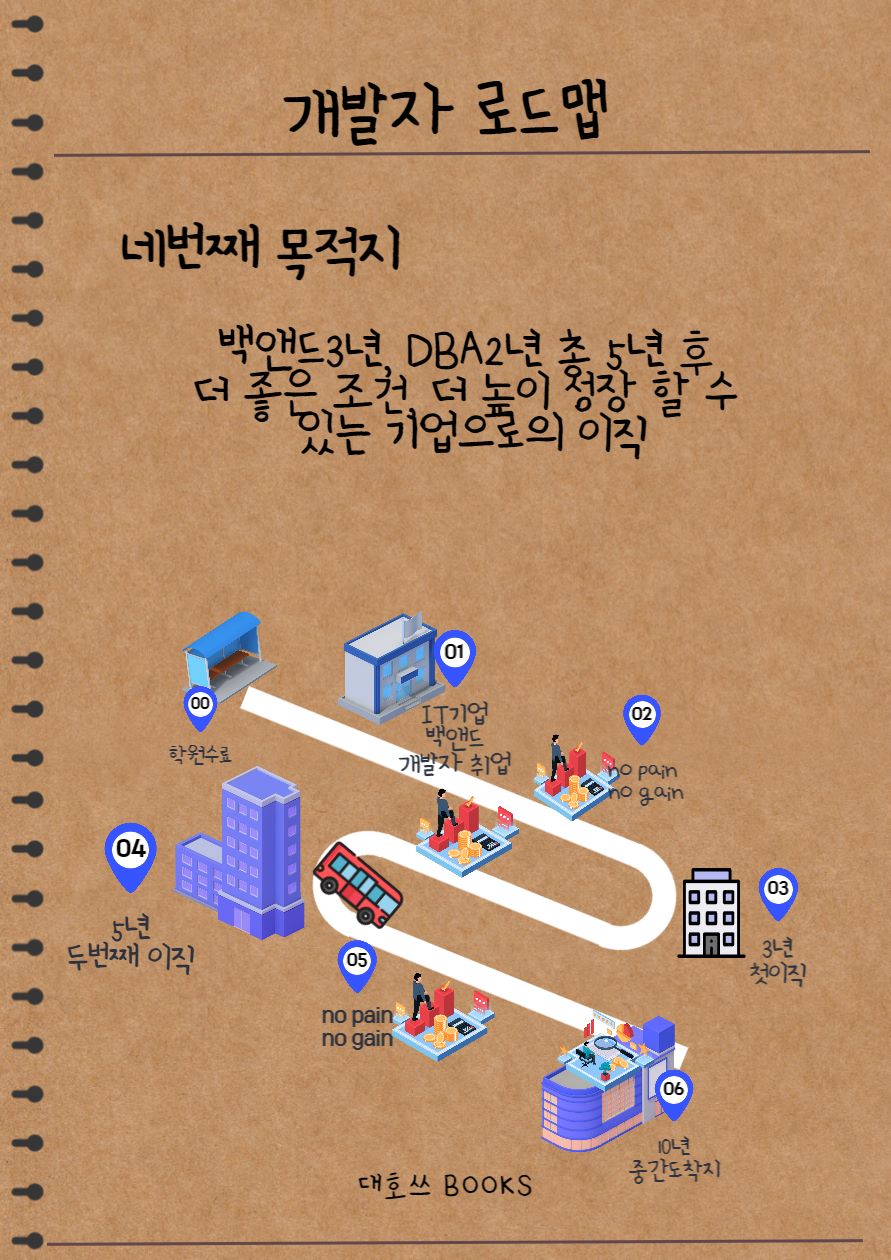 개발자 로드맵
네번째 목적지
백앤드3년, DBA2년 총 5년 후
더 좋은 조건, 더 높이 성장 할 수
있는 기업으로의 이직
00
학원수료
01
IT기업
백앤드
개발자 취업
02
no pain
no gain
03
3년
첫이직
04
5년
두번째 이직
05
no pain
no gain
06
10년
중간도착지
대호쓰 BOOKS